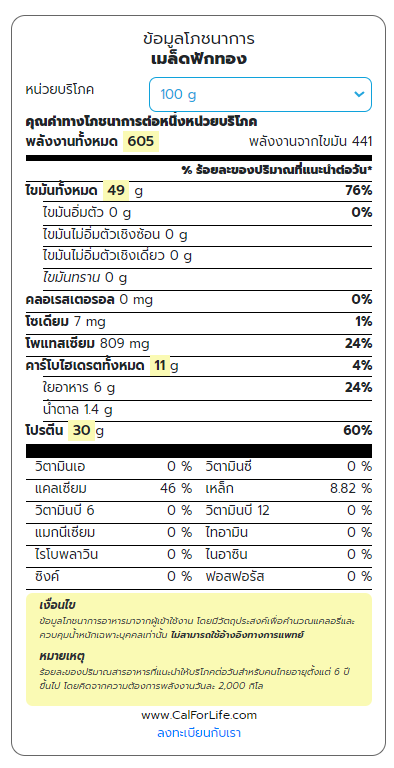 ข้อมูลโภชนาการ
เมล็ดฟักทอง
หน่วยบริโภค 100 g
คุณค่าทางโภชนาการต่อหนึ่งหน่วยบริโภค
พลังงานทั้งหมด 605 พลังงานจากไขมัน 441
% ร้อยละของปริมาณที่แนะนำต่อวัน*
ไขมันทั้งหมด 49 g 76%
ไขมันอิ่มตัว 0 g 0%
ไขมันไม่อิ่มตัวเชิงซ้อน 0 g
ไขมันไม่อิ่มตัวเชิงเดี่ยว 0 g
ไขมันทราน 0 g
คลอเรสเตอรอล 0 mg 0%
โซเดียม 7 mg 1%
โพแทสเซียม 809 mg 24%
คาร์โบไฮเดรตทั้งหมด 11 g 4%
ใยอาหาร 6 g 24%
น้ำตาล 1.4 g
โปรตีน 30 g 60%
วิตามินเอ 0 % วิตามินซี 0 %
แคลเซียม 46 % เหล็ก 8.82 %
วิตามินบี 6 0 % วิตามินบี 12 0 %
แมกนีเซียม 0 % ไทอามิน 0 %
ไรโบพลาวิน 0 % ไนอาซิน 0 %
ซิงค์ 0 % ฟอสฟอรัส 0 %
เงื่อนไข
ข้อมูลโภชนาการอาหารมาจากผู้เข้าใช้งาน โดยมีวัตถุประสงค์เพื่อคำนวณแคลอรี่และ
ควบคุมน้ำหนักเฉพาะบุคคลเท่านั้น ไม่สามารถใช้อ้างอิงทางการแพทย์
หมายเหตุ
ร้อยละของปริมาณสารอาหารที่แนะนำให้บริโภคต่อวันสำหรับคนไทยอายุตั้งแต่ 6 ปี
ขึ้นไป โดยคิดจากความต้องการพลังงานวันละ 2,000 กิโล
www.CalForLife.com
ลงทะเบียนกับเรา